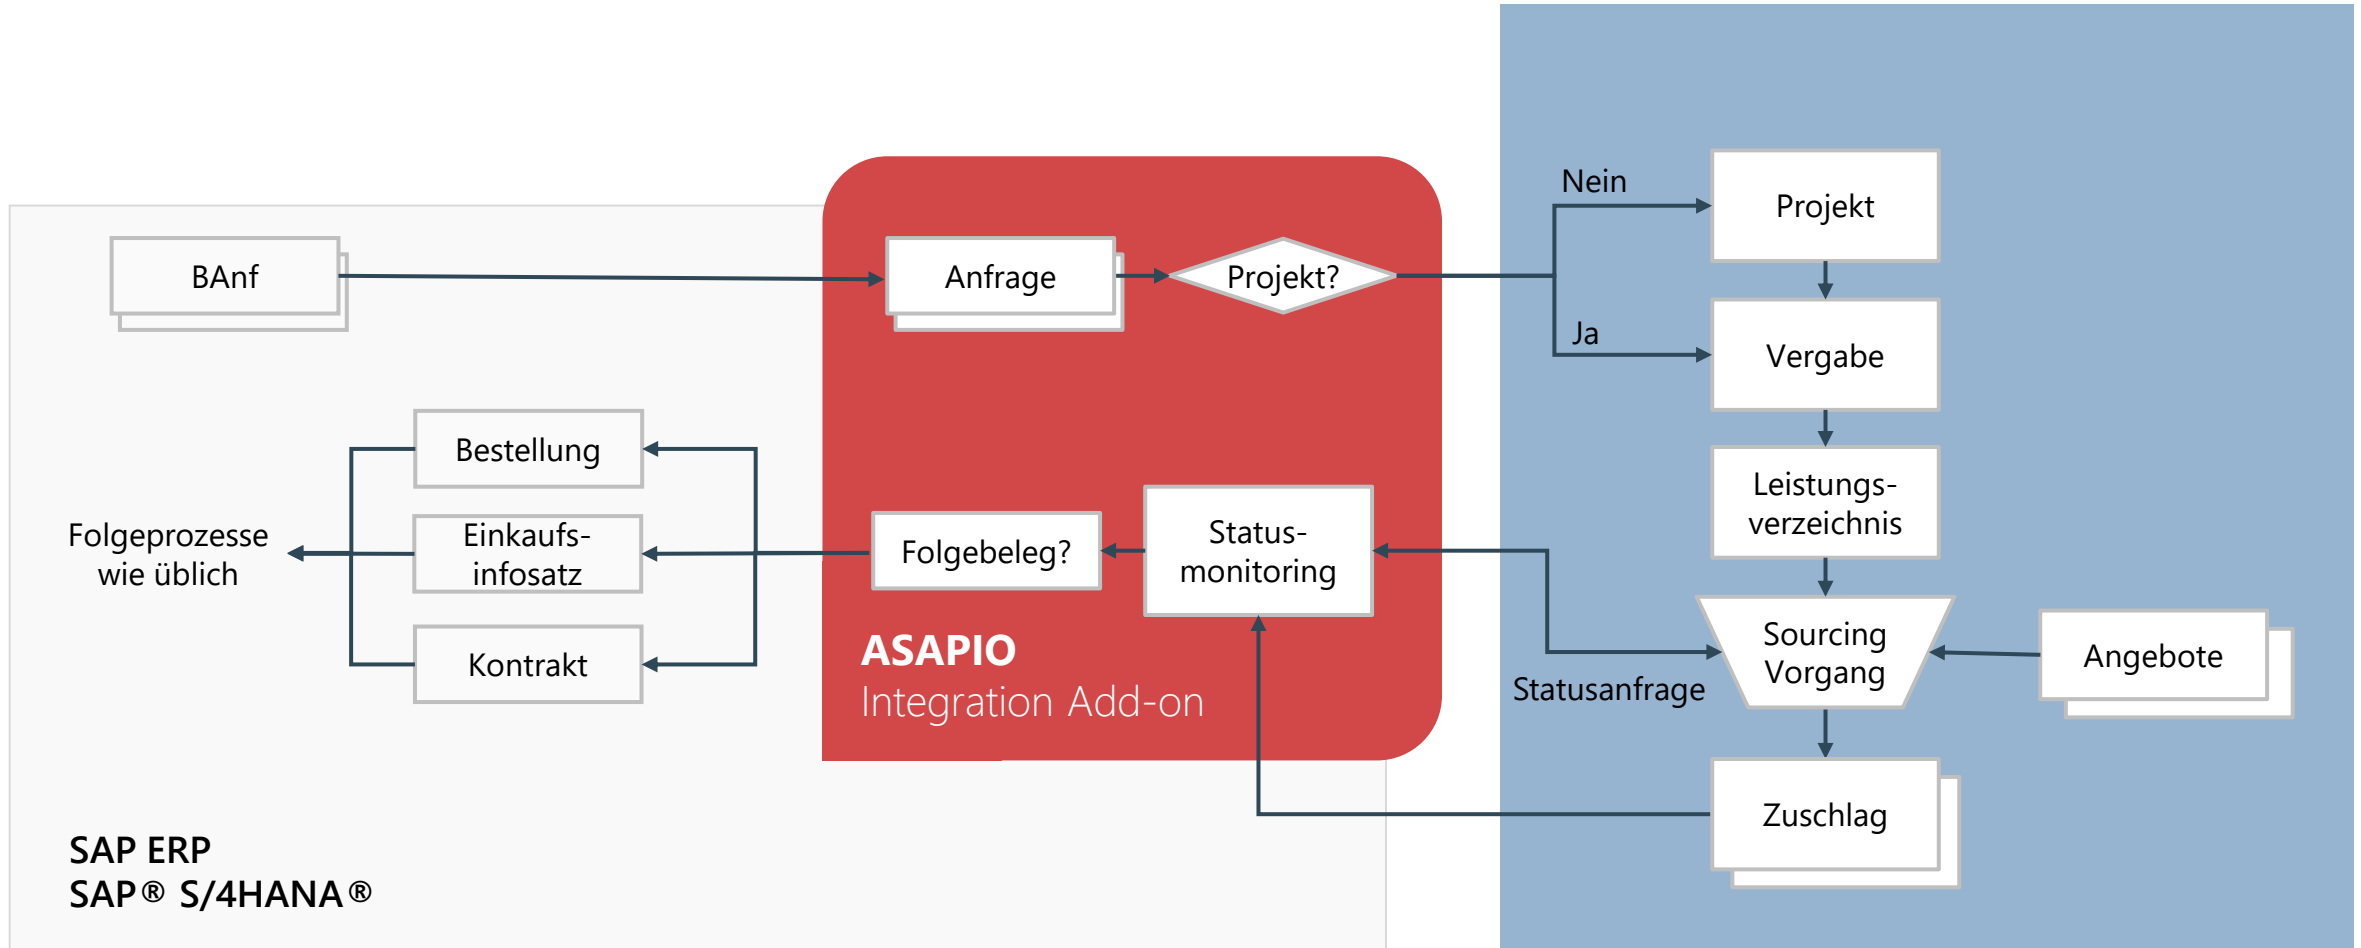 Nein
Projekt
BAnf
Anfrage
Projekt?
Ja
Vergabe
Bestellung
Leistungs-
verzeichnis
Folgeprozesse
wie üblich
Einkaufs-
infosatz
Folgebeleg?
Status-
monitoring
Kontrakt
ASAPIO
Integration Add-on
Statusanfrage
Sourcing
Vorgang
Angebote
Zuschlag
SAP ERP
SAP® S/4HANA®